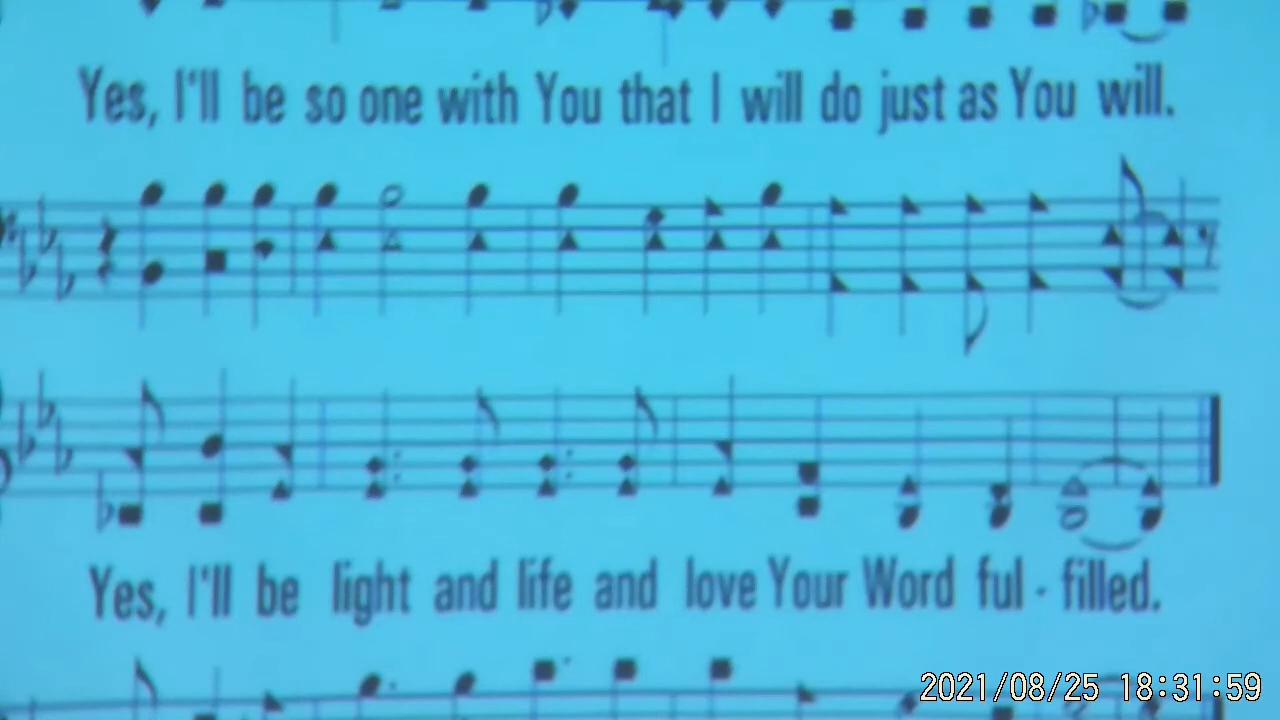 Yes, I'll be so one with You that I will do just as You will.
Yes, I'll be light and life and love Your Word ful - filled.
2021/08/25 18:31:59